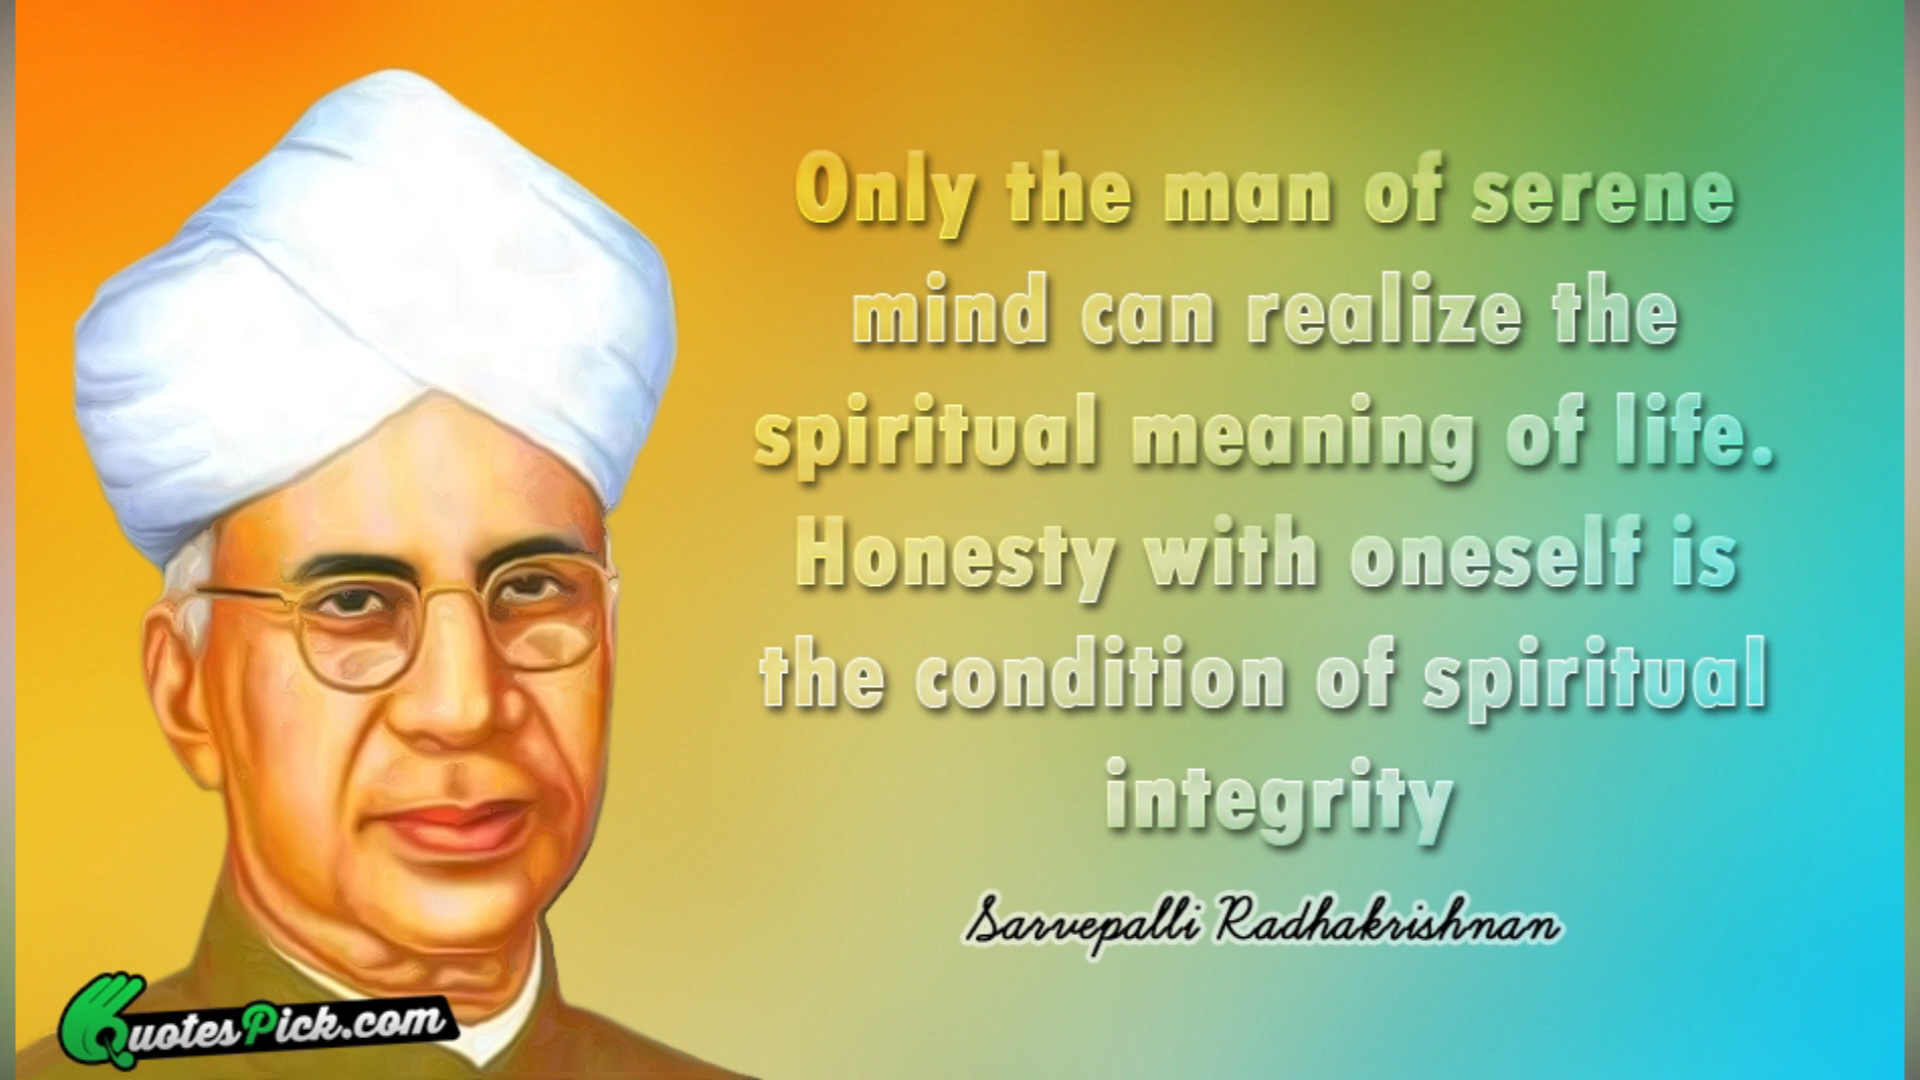 Only the man of serene
mind can realize the
spiritual meaning of life.
Honesty with oneself is
the condition of spiritual
integrity
Sarvepalli Radhakrishnan
QuotesPick.com